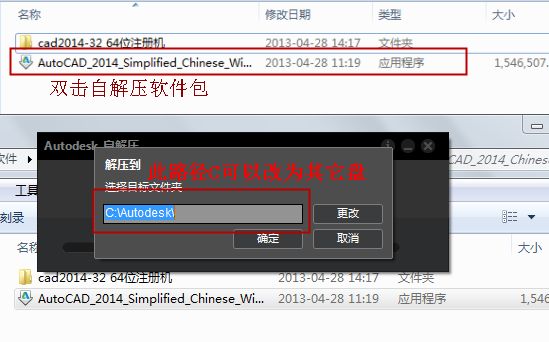 名称 修改日期 类型 大小
cad2014-32 64位注册机 2013-04-28 14:17 文件夹
AutoCAD_2014_Simplified_Chinese_Wi... 2013-04-28 11:19 应用程序 1,546,507...
双击自解压软件包
Autodesk 自解压
解压到
此路径C可以改为其它盘
选择目标文件夹
软件 CAD_2014_Chines
工具
C:\Autodesk\ 更改
刻录
确定 取消
大小
cad2014-32 64位注册机 2013-04-28 14:17 文件夹
AutoCAD_2014_Simplified_Chinese_Wi... 2013-04-28 11:19 应用程序 1,546